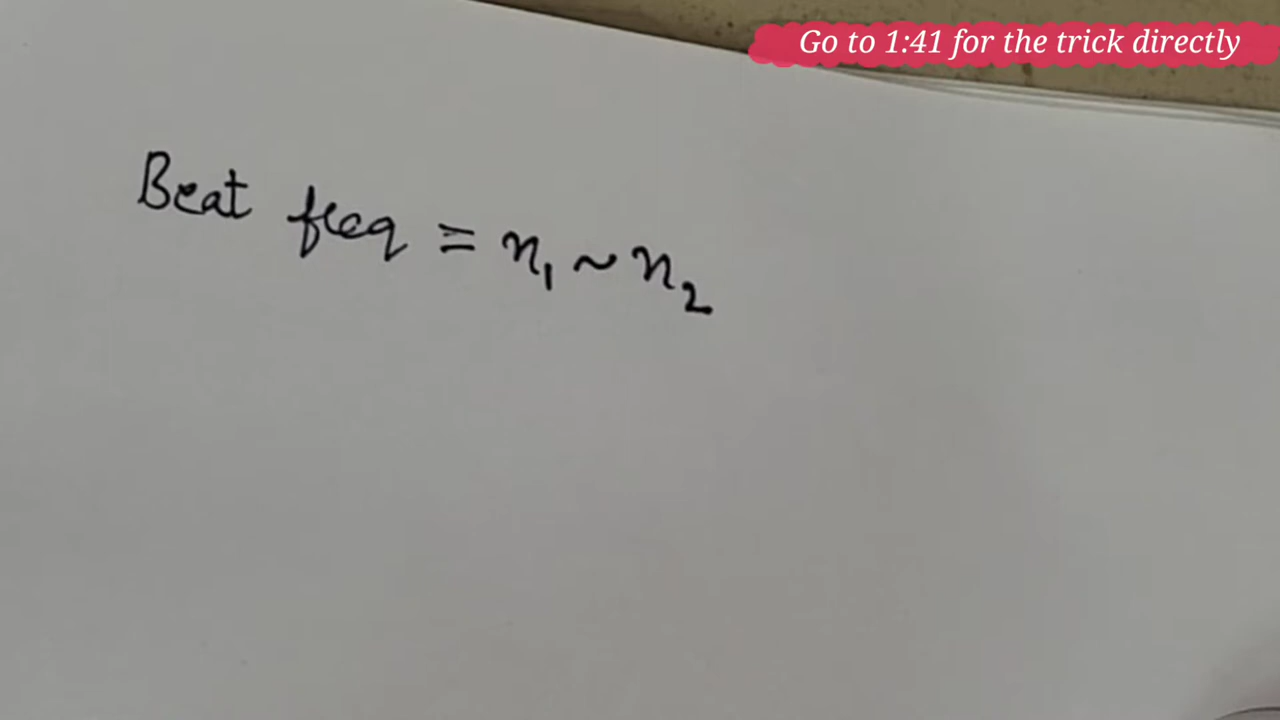 Go to 1:41 for the trick directly
Beat freq = n₁ ~ n₂